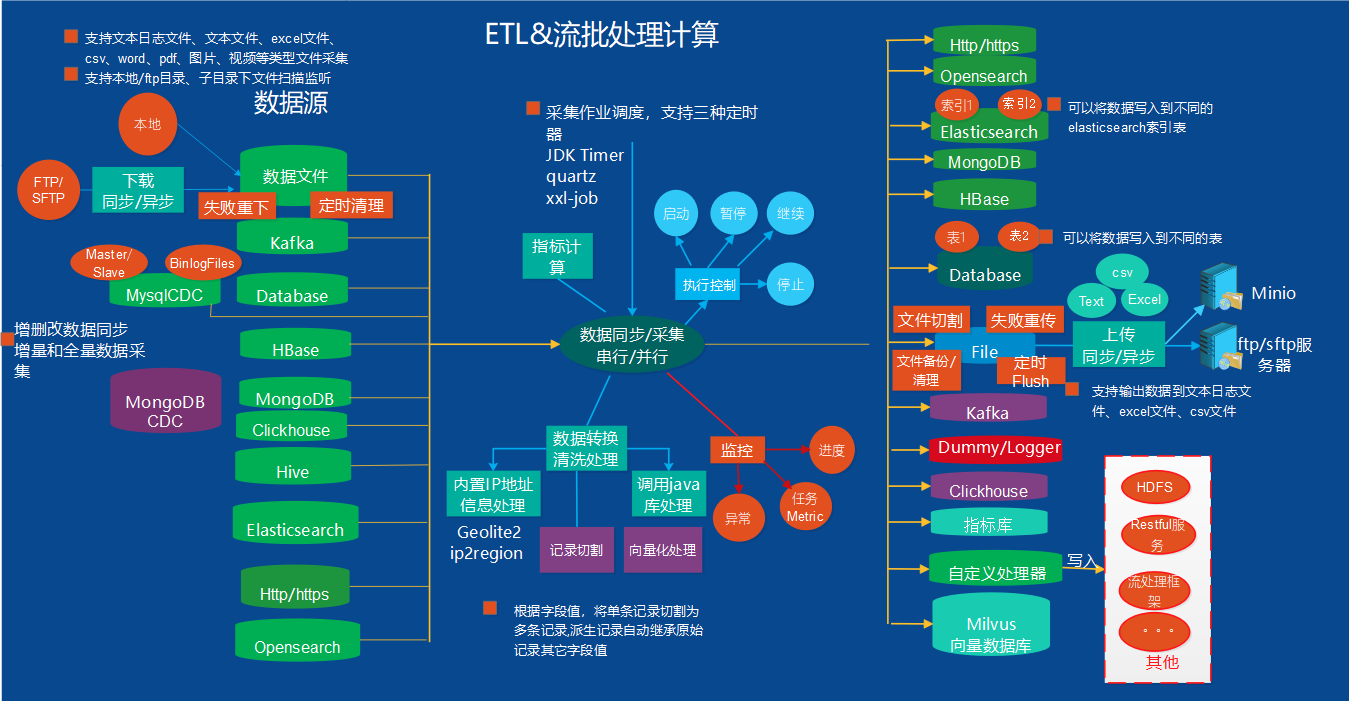 ETL&流批处理计算
支持文本日志文件、文本文件、excel文件、
csv、word、pdf、图片、视频等类型文件采集
支持本地/ftp目录、子目录下文件扫描监听
数据源
本地
FTP/
SFTP
下载
同步/异步
数据文件
失败重下
定时清理
Kafka
Master/
Slave
BinlogFiles
MysqlCDC
Database
增删改数据同步
增量和全量数据采
集
HBase
MongoDB
CDC
MongoDB
Clickhouse
Hive
Elasticsearch
Http/https
Opensearch
采集作业调度，支持三种定时
器
JDK Timer
quartz
xxl-job
指标计
算
启动
暂停
继续
执行控制
停止
数据同步/采集
串行/并行
数据转换
清洗处理
内置IP地址
信息处理
Geolite2
ip2region
调用java
库处理
记录切割
向量化处理
监控
进度
异常
任务
Metric
根据字段值，将单条记录切割为
多条记录,派生记录自动继承原始
记录其它字段值
Http/https
Opensearch
索引1
索引2
Elasticsearch
可以将数据写入到不同的
elasticsearch索引表
MongoDB
HBase
表1
表2
可以将数据写入到不同的表
Database
文件切割
失败重传
File
文件备份/
清理
定时
Flush
csv
Text
Excel
上传
同步/异步
Minio
ftp/sftp服
务器
支持输出数据到文本日志文
件、excel文件、csv文件
Kafka
Dummy/Logger
Clickhouse
指标库
自定义处理器
写入
Milvus
向量数据库
HDFS
Restful服
务
流处理框
架
。。。
其他